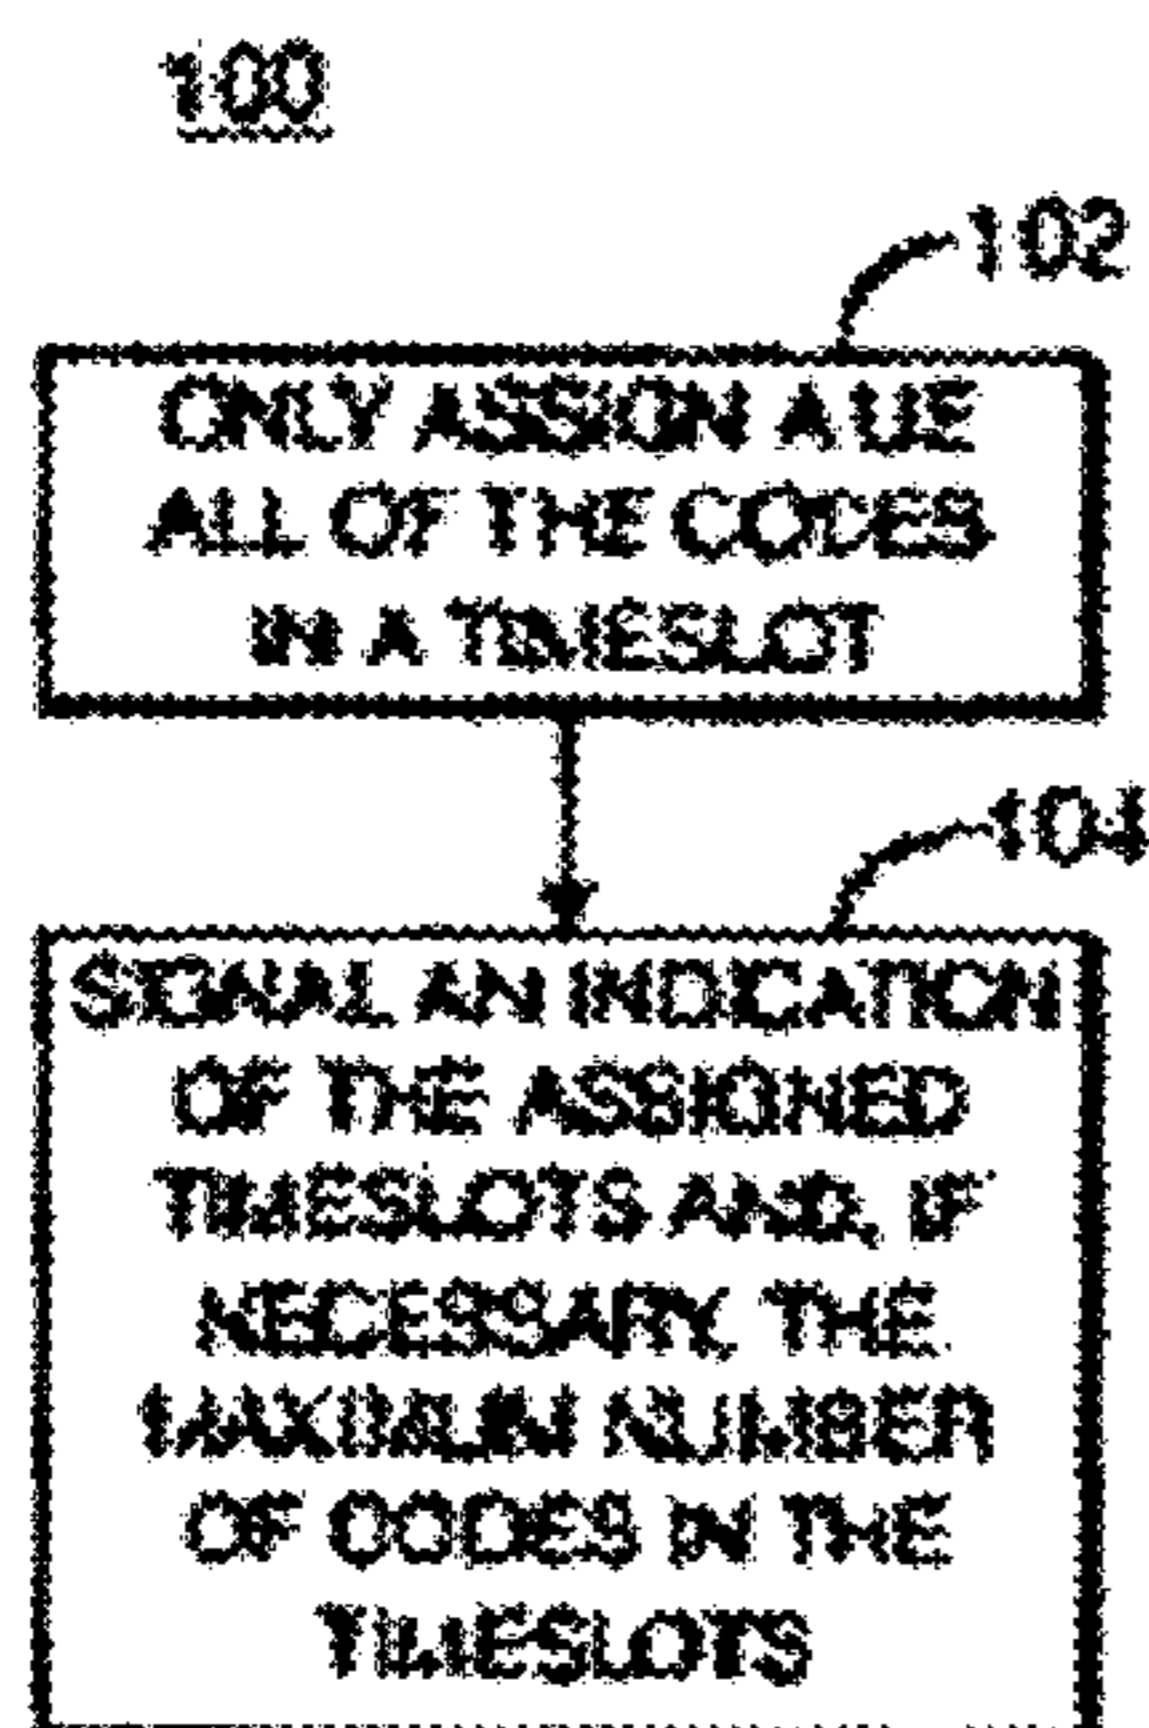 100
102
ONLY ASSIGN A UE
ALL OF THE CODES
IN A TIMESLOT
104
SIGNAL AN INDICATION
OF THE ASSIGNED
TIMESLOTS AND, IF
NECESSARY, THE
MAXIMUM NUMBER
OF CODES IN THE
TIMESLOTS